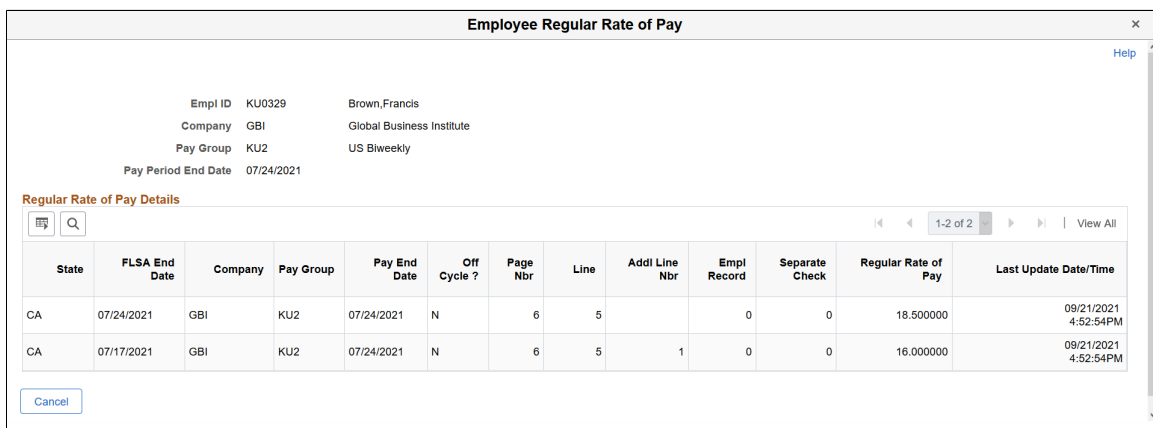 Employee Regular Rate of Pay
×
Help
Empl ID KU0329 Brown,Francis
Company GBI Global Business Institute
Pay Group KU2 US Biweekly
Pay Period End Date 07/24/2021
Regular Rate of Pay Details
1-2 of 2 | View All
State FLSA End Date Company Pay Group Pay End Date Off Cycle ? Page Nbr Line Addl Line Nbr Empl Record Separate Check Regular Rate of Pay Last Update Date/Time
CA 07/24/2021 GBI KU2 07/24/2021 N 6 5 0 0 18.500000 09/21/2021 4:52:54PM
CA 07/17/2021 GBI KU2 07/24/2021 N 6 5 1 0 0 16.000000 09/21/2021 4:52:54PM
Cancel